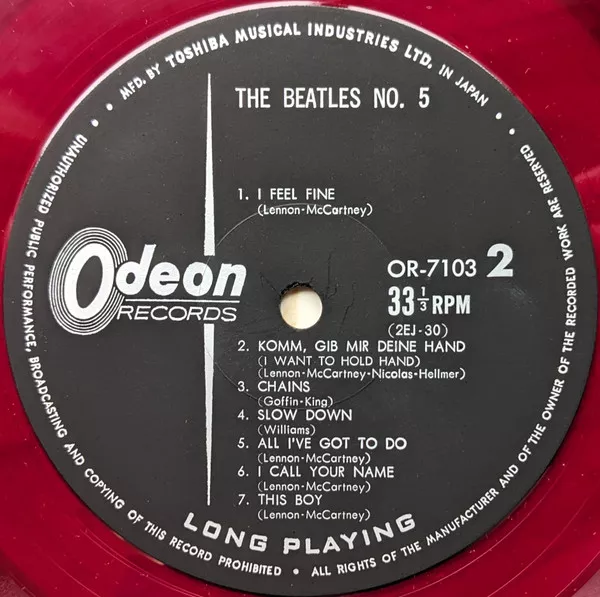 MFD. BY TOSHIBA MUSICAL INDUSTRIES LTD. IN JAPAN
THE BEATLES NO. 5
1. I FEEL FINE
(Lennon-McCartney)
Odeon
RECORDS
OR-7103 2
33 1/3 RPM
(2EJ-30)
2. KOMM, GIB MIR DEINE HAND
(I WANT TO HOLD HAND)
(Lennon-McCartney-Nicolas-Hellmer)
3. CHAINS
(Goffin-King)
4. SLOW DOWN
(Williams)
5. ALL I'VE GOT TO DO
(Lennon-McCartney)
6. I CALL YOUR NAME
(Lennon-McCartney)
7. THIS BOY
(Lennon-McCartney)
LONG PLAYING
UNAUTHORIZED PUBLIC PERFORMANCE, BROADCASTING AND COPYING OF THIS RECORD PROHIBITED • ALL RIGHTS OF THE MANUFACTURER AND OF THE OWNER OF THE RECORDED WORK ARE RESERVED